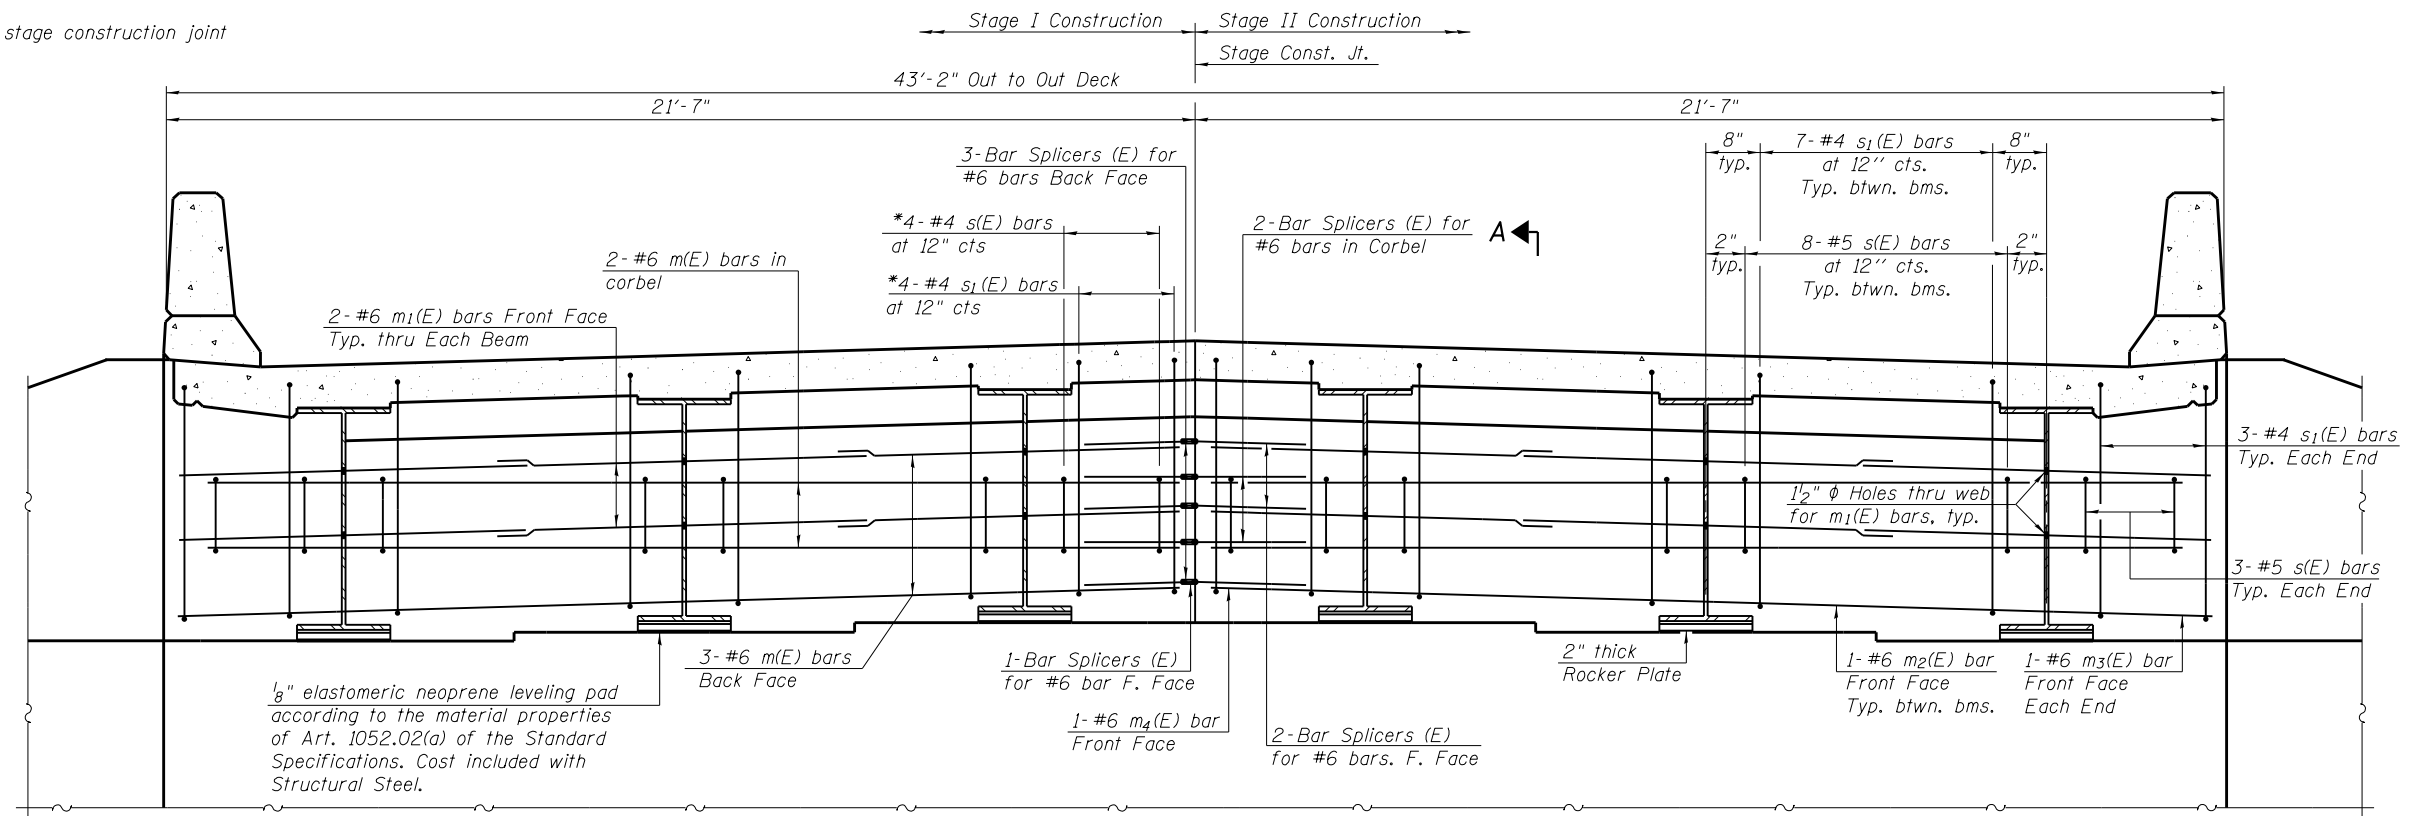 stage construction joint
Stage I Construction
Stage II Construction
Stage Const. Jt.
43'-2" Out to Out Deck
21'-7"
21'-7"
3-Bar Splicers (E) for
#6 bars Back Face
8"
typ.
7-#4 s1(E) bars
at 12'' cts.
Typ. btwn. bms.
8"
typ.
*4-#4 s(E) bars
at 12" cts
2-Bar Splicers (E) for
#6 bars in Corbel
A
2"
typ.
8-#5 s(E) bars
at 12'' cts.
Typ. btwn. bms.
2"
typ.
2-#6 m(E) bars in
corbel
*4-#4 s1(E) bars
at 12" cts
2-#6 m1(E) bars Front Face
Typ. thru Each Beam
3-#4 s1(E) bars
Typ. Each End
1 1/2" ϕ Holes thru web
for m1(E) bars, typ.
3-#5 s(E) bars
Typ. Each End
3-#6 m(E) bars
Back Face
1-Bar Splicers (E)
for #6 bar F. Face
2" thick
Rocker Plate
1-#6 m2(E) bar
Front Face
Typ. btwn. bms.
1-#6 m3(E) bar
Front Face
Each End
1/8" elastomeric neoprene leveling pad
according to the material properties
of Art. 1052.02(a) of the Standard
Specifications. Cost included with
Structural Steel.
1-#6 m4(E) bar
Front Face
2-Bar Splicers (E)
for #6 bars. F. Face